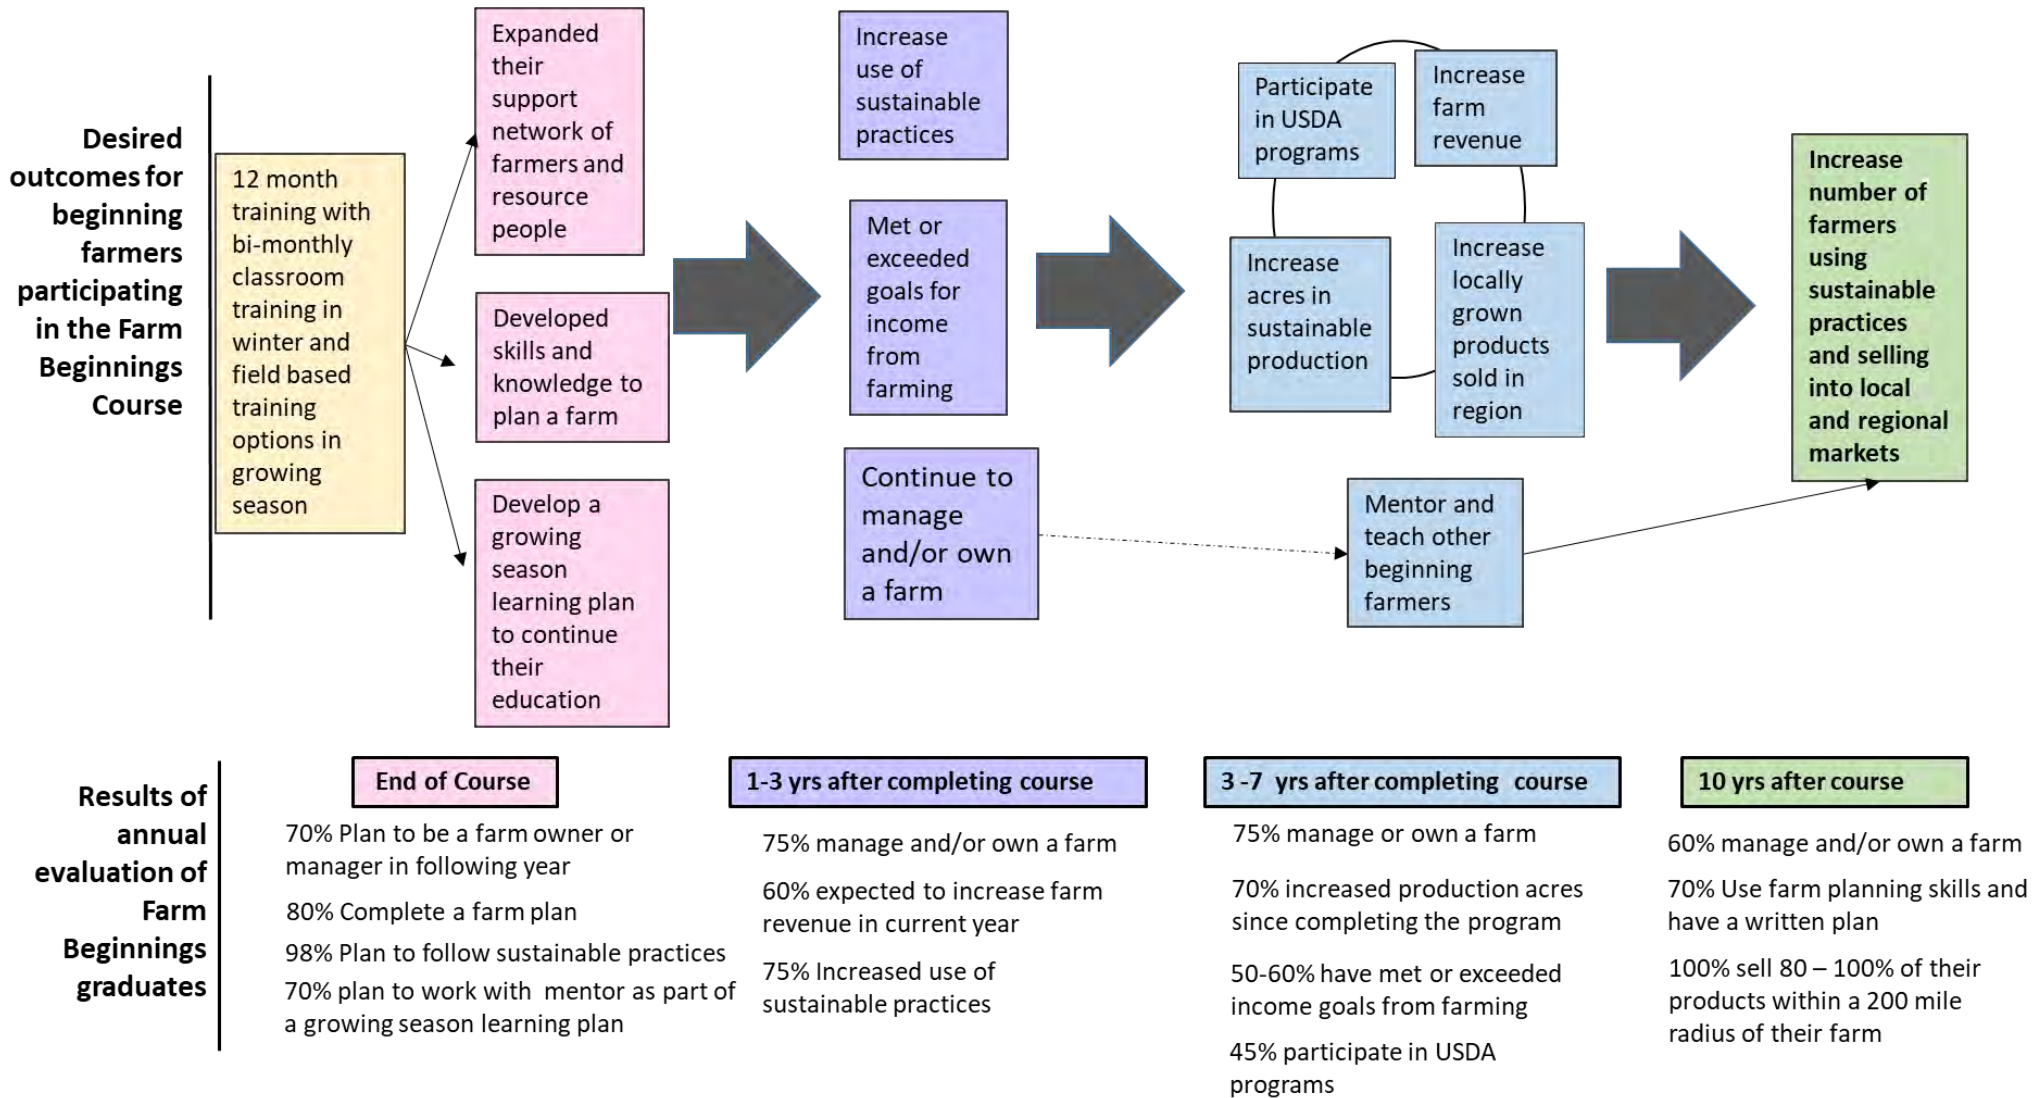 Desired
outcomes for
beginning
farmers
participating
in the Farm
Beginnings
Course
12 month
training with
bi-monthly
classroom
training in
winter and
field based
training
options in
growing
season
Expanded
their
support
network of
farmers and
resource
people
Developed
skills and
knowledge to
plan a farm
Develop a
growing
season
learning plan
to continue
their
education
Increase
use of
sustainable
practices
Met or
exceeded
goals for
income
from
farming
Continue to
manage
and/or own
a farm
Participate
in USDA
programs
Increase
farm
revenue
Increase
acres in
sustainable
production
Increase
locally
grown
products
sold in
region
Mentor and
teach other
beginning
farmers
Increase
number of
farmers
using
sustainable
practices
and selling
into local
and regional
markets
Results of
annual
evaluation of
Farm
Beginnings
graduates
End of Course
70% Plan to be a farm owner or
manager in following year
80% Complete a farm plan
98% Plan to follow sustainable practices
70% plan to work with mentor as part of
a growing season learning plan
1-3 yrs after completing course
75% manage and/or own a farm
60% expected to increase farm
revenue in current year
75% Increased use of
sustainable practices
3 -7 yrs after completing course
75% manage or own a farm
70% increased production acres
since completing the program
50-60% have met or exceeded
income goals from farming
45% participate in USDA
programs
10 yrs after course
60% manage and/or own a farm
70% Use farm planning skills and
have a written plan
100% sell 80 – 100% of their
products within a 200 mile
radius of their farm